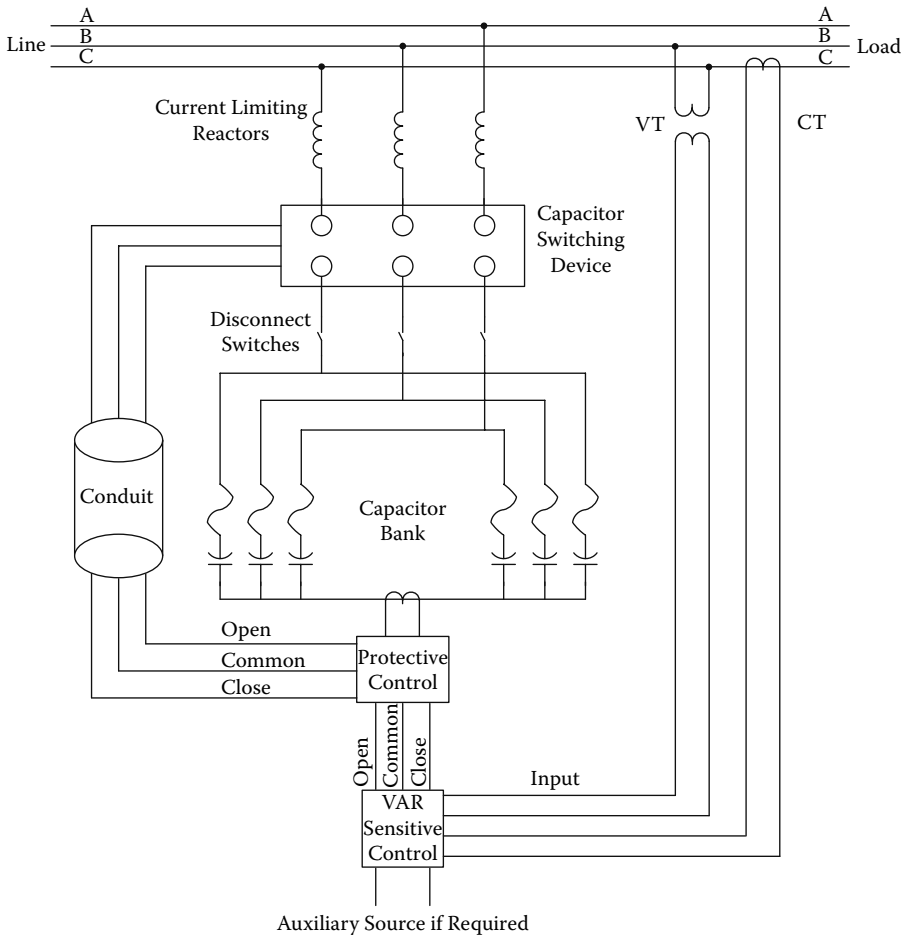 A
A
B
B
Line
Load
C
C
Current Limiting
Reactors
VT
CT
Capacitor
Switching
Device
Disconnect
Switches
Conduit
Capacitor
Bank
Open
Common
Close
Protective
Control
Open
Common
Close
Input
VAR
Sensitive
Control
Auxiliary Source if Required